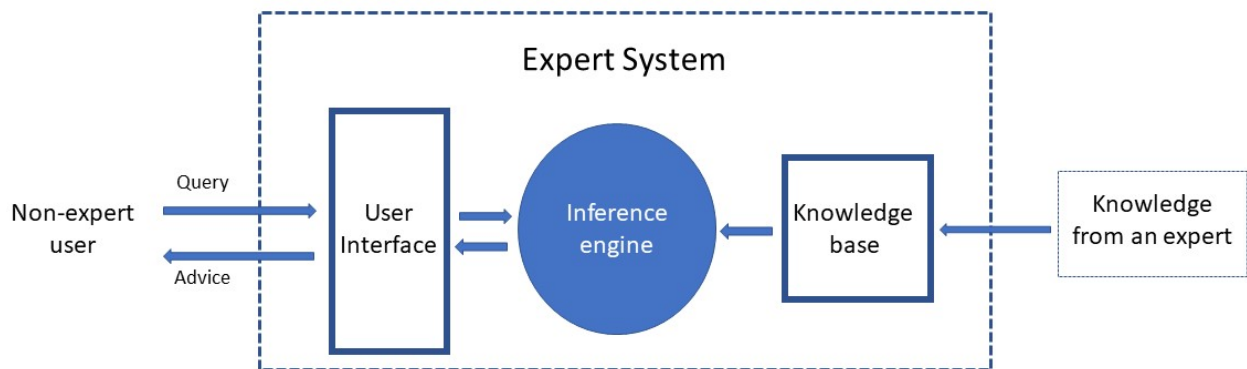 Expert System
Query
Non-expert
user
Advice
User
Interface
Inference
engine
Knowledge
base
Knowledge
from an expert